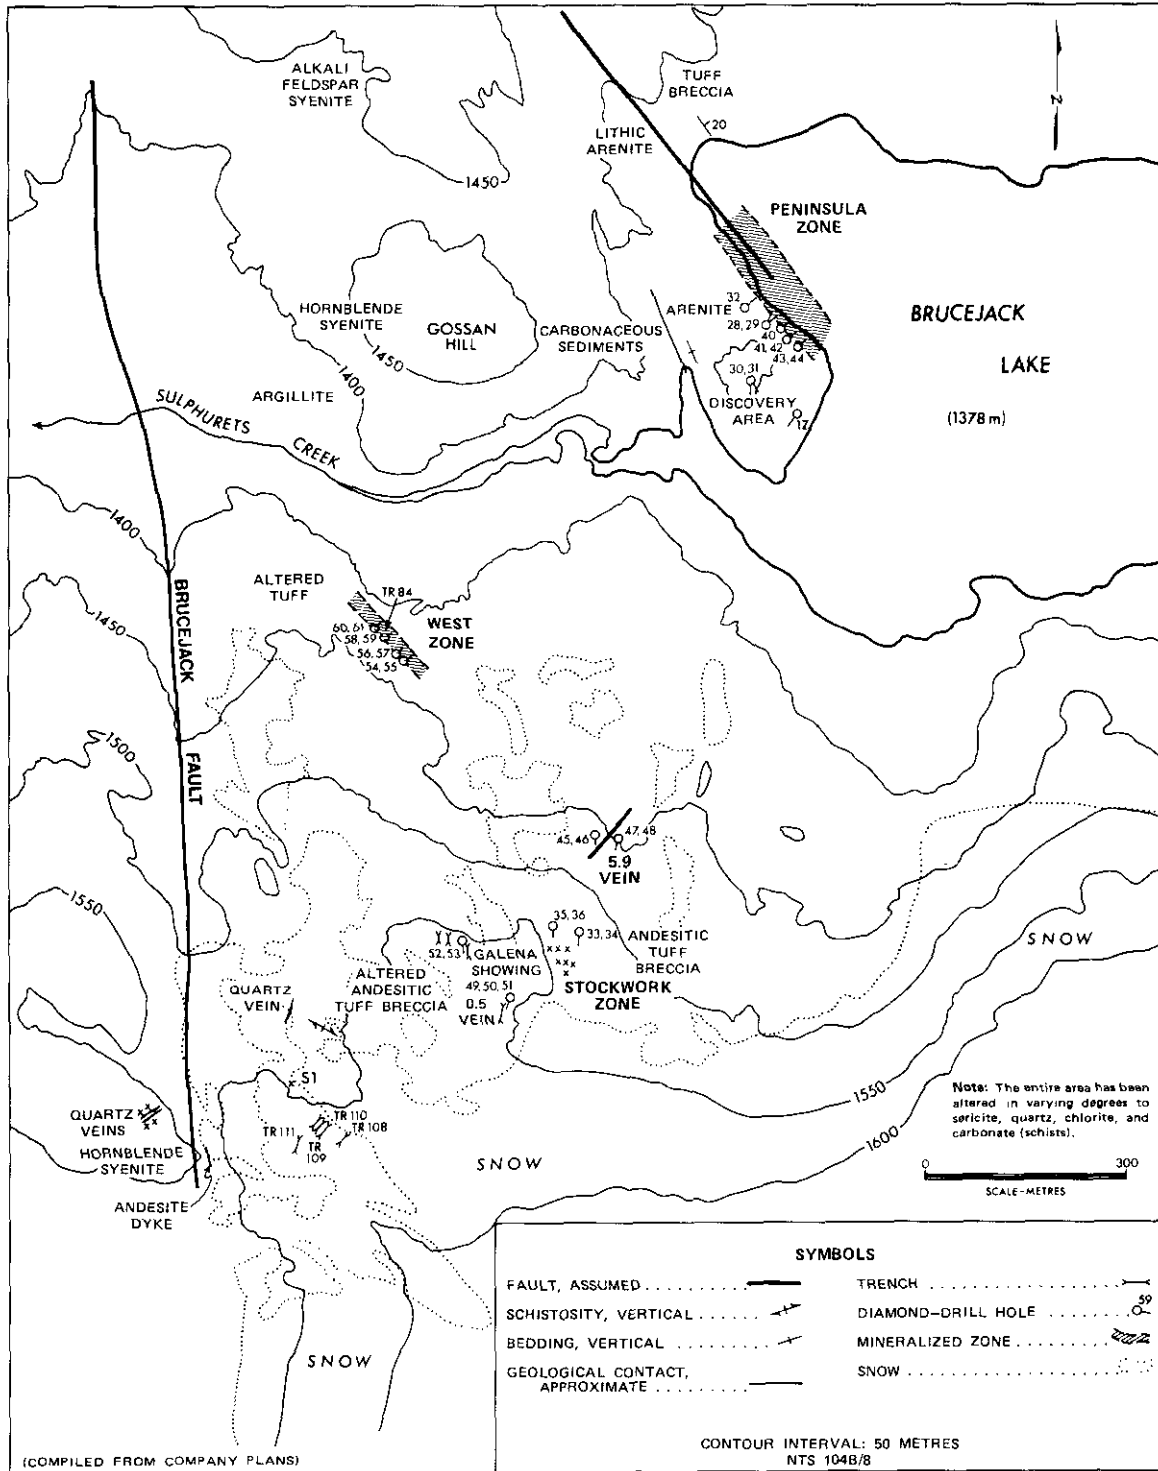 ALKALI
FELDSPAR
SYENITE
TUFF
BRECCIA
20
LITHIC
ARENITE
1450
PENINSULA
ZONE
32
ARENITE
28, 29
40
41, 42
43, 44
30, 31
DISCOVERY
AREA
17
BRUCEJACK
LAKE
(1378 m)
HORNBLENDE
SYENITE
GOSSAN
HILL
1450
CARBONACEOUS
SEDIMENTS
1400
ARGILLITE
SULPHURETS
CREEK
1400
ALTERED
TUFF
TR 84
BRUCEJACK
FAULT
1450
60, 61
58, 59
56, 57
54, 55
WEST
ZONE
1500
45, 46
47, 48
5.9
VEIN
1550
35, 36
33, 34
ANDESITIC
TUFF
BRECCIA
SNOW
52, 53
GALENA
SHOWING
49, 50, 51
0.5
VEIN
STOCKWORK
ZONE
ALTERED
ANDESITIC
TUFF BRECCIA
QUARTZ
VEIN
S1
1550
1600
Note: The entire area has been
altered in varying degrees to
sericite, quartz, chlorite, and
carbonate (schists).
QUARTZ
VEINS
TR 110
TR 111
TR 108
TR
109
HORNBLENDE
SYENITE
SNOW
0 300
SCALE-METRES
ANDESITE
DYKE
SNOW
SYMBOLS
FAULT, ASSUMED
SCHISTOSITY, VERTICAL
BEDDING, VERTICAL
GEOLOGICAL CONTACT,
APPROXIMATE
TRENCH
59
DIAMOND-DRILL HOLE
MINERALIZED ZONE
SNOW
CONTOUR INTERVAL: 50 METRES
NTS 104B/8
(COMPILED FROM COMPANY PLANS)